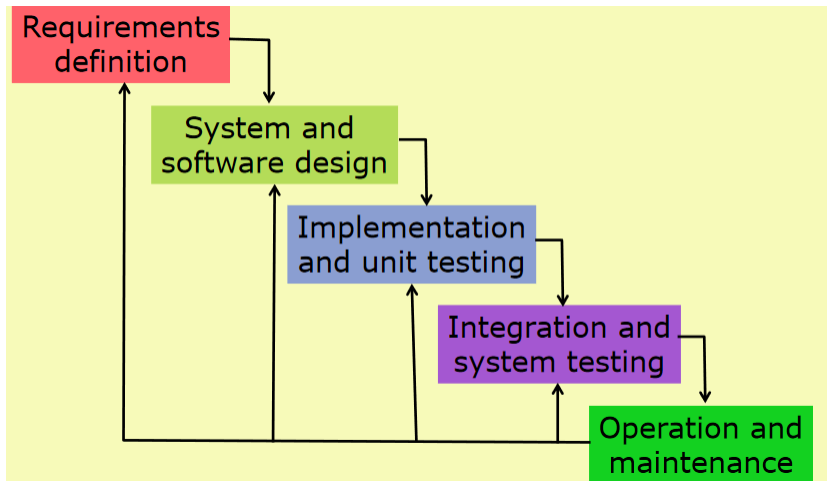 Requirements
definition
System and
software design
Implementation
and unit testing
Integration and
system testing
Operation and
maintenance